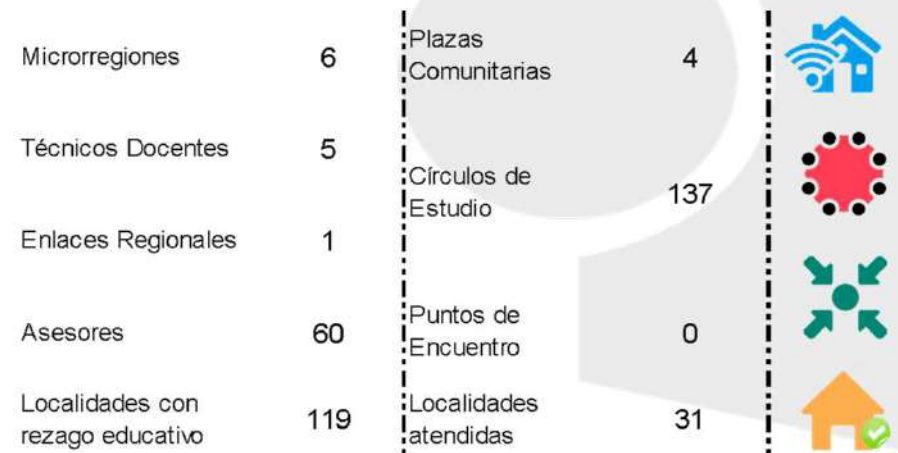 Microrregiones 6
Técnicos Docentes 5
Enlaces Regionales 1
Asesores 60
Localidades con
rezago educativo 119
Plazas
Comunitarias 4
Círculos de
Estudio 137
Puntos de
Encuentro 0
Localidades
atendidas 31